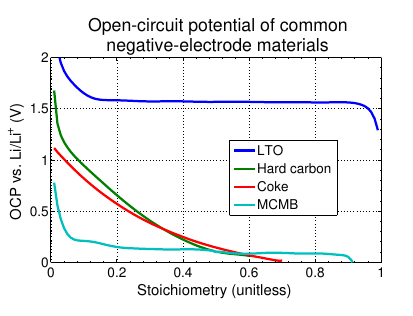 Open-circuit potential of common
negative-electrode materials
OCP vs. Li/Li⁺ (V)
2
1.5
1
0.5
0
LTO
Hard carbon
Coke
MCMB
0 0.2 0.4 0.6 0.8 1
Stoichiometry (unitless)